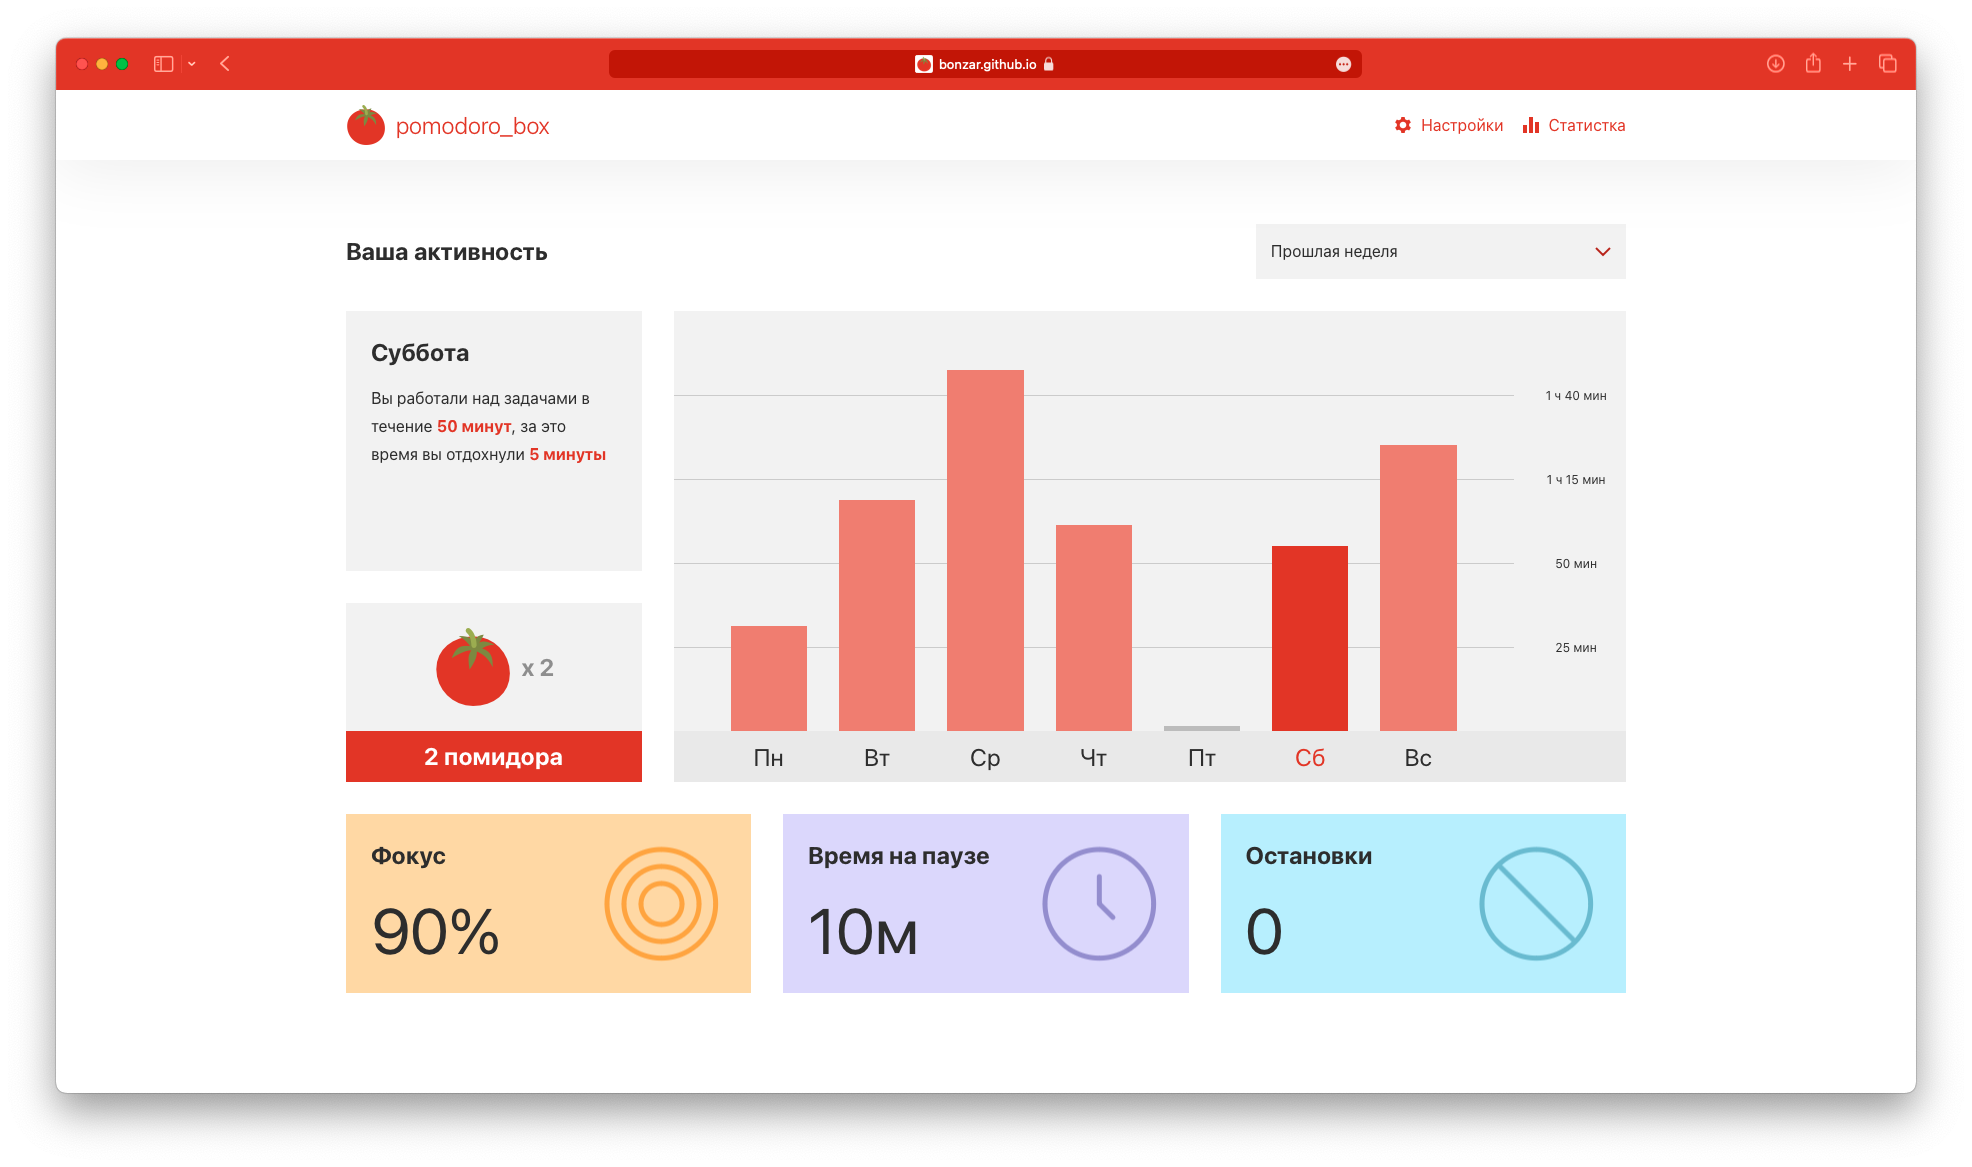 bonzar.github.io
pomodoro_box
Настройки
Статистка
Ваша активность
Прошлая неделя
Суббота
Вы работали над задачами в
течение 50 минут, за это
время вы отдохнули 5 минуты
x 2
2 помидора
1 ч 40 мин
1 ч 15 мин
50 мин
25 мин
Пн Вт Ср Чт Пт Сб Вс
Фокус
90%
Время на паузе
10м
Остановки
0